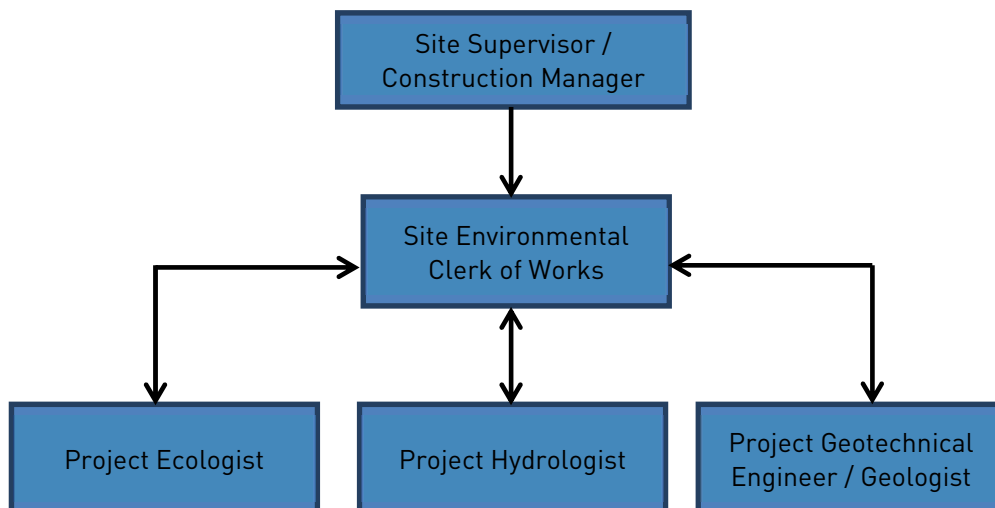 Site Supervisor /
Construction Manager
Site Environmental
Clerk of Works
Project Ecologist
Project Hydrologist
Project Geotechnical
Engineer / Geologist